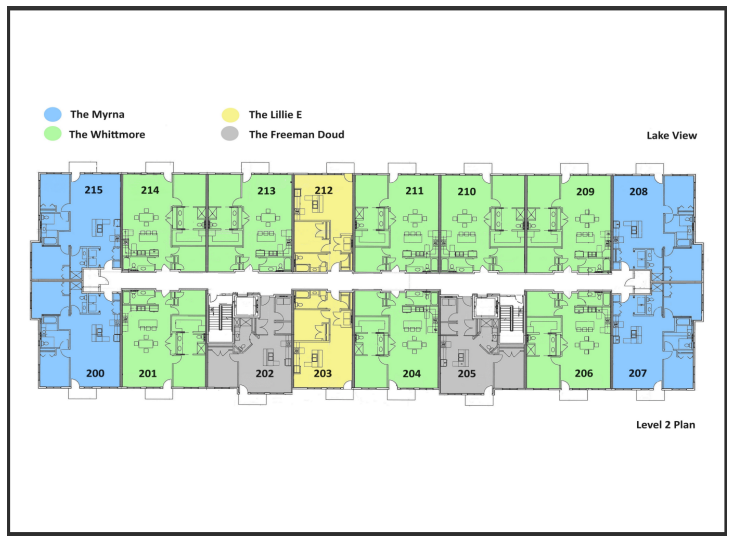 The Myrna The Lillie E
The Whittmore The Freeman Doud
Lake View
215 214 213 212 211 210 209 208
200 201 202 203 204 205 206 207
Level 2 Plan